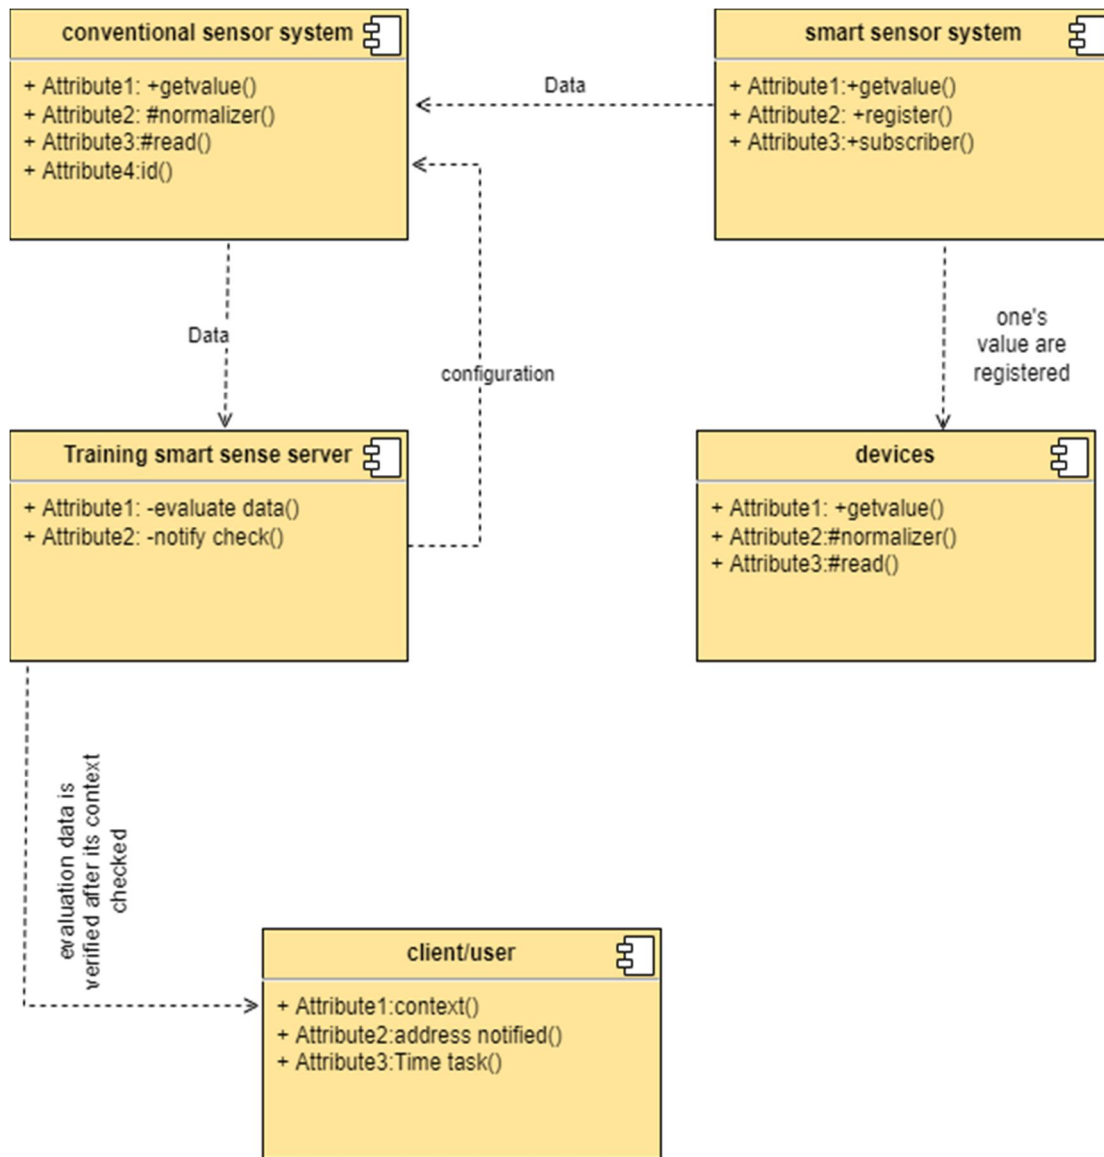 conventional sensor system
+ Attribute1: +getvalue()
+ Attribute2: #normalizer()
+ Attribute3:#read()
+ Attribute4:id()
Data
smart sensor system
+ Attribute1:+getvalue()
+ Attribute2: +register()
+ Attribute3:+subscriber()
Data
configuration
one's
value are
registered
Training smart sense server
+ Attribute1: -evaluate data()
+ Attribute2: -notify check()
devices
+ Attribute1: +getvalue()
+ Attribute2:#normalizer()
+ Attribute3:#read()
evaluation data is
verified after its context
checked
client/user
+ Attribute1:context()
+ Attribute2:address notified()
+ Attribute3:Time task()